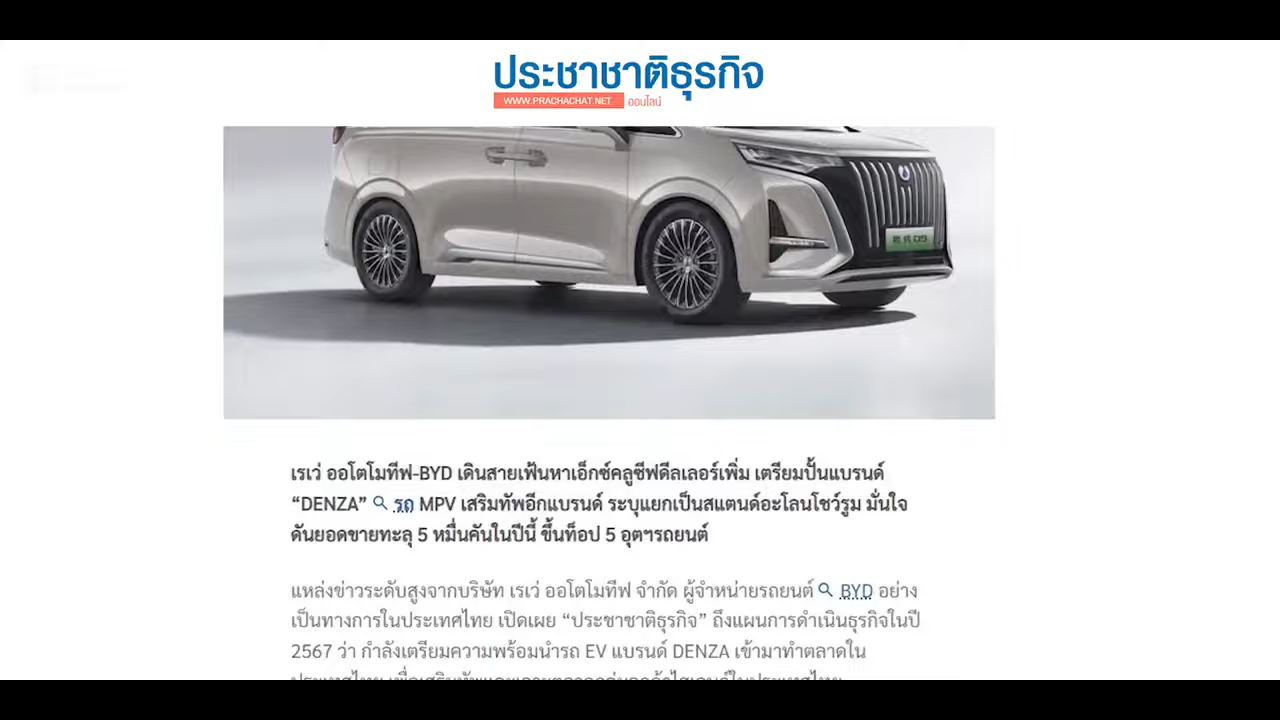 ประชาชาติธุรกิจ
WWW.PRACHACHAT.NET ออนไลน์
D9
เรเว่ ออโตโมทีฟ-BYD เดินสายเฟ้นหาเอ็กซ์คลูซีฟดีลเลอร์เพิ่ม เตรียมปั้นแบรนด์
“DENZA” รถ MPV เสริมทัพอีกแบรนด์ ระบุแยกเป็นสแตนด์อะโลนโชว์รูม มั่นใจ
ดันยอดขายทะลุ 5 หมื่นคันในปีนี้ ขึ้นท็อป 5 อุตฯรถยนต์
แหล่งข่าวระดับสูงจากบริษัท เรเว่ ออโตโมทีฟ จำกัด ผู้จำหน่ายรถยนต์ BYD อย่าง
เป็นทางการในประเทศไทย เปิดเผย “ประชาชาติธุรกิจ” ถึงแผนการดำเนินธุรกิจในปี
2567 ว่า กำลังเตรียมความพร้อมนำรถ EV แบรนด์ DENZA เข้ามาทำตลาดใน